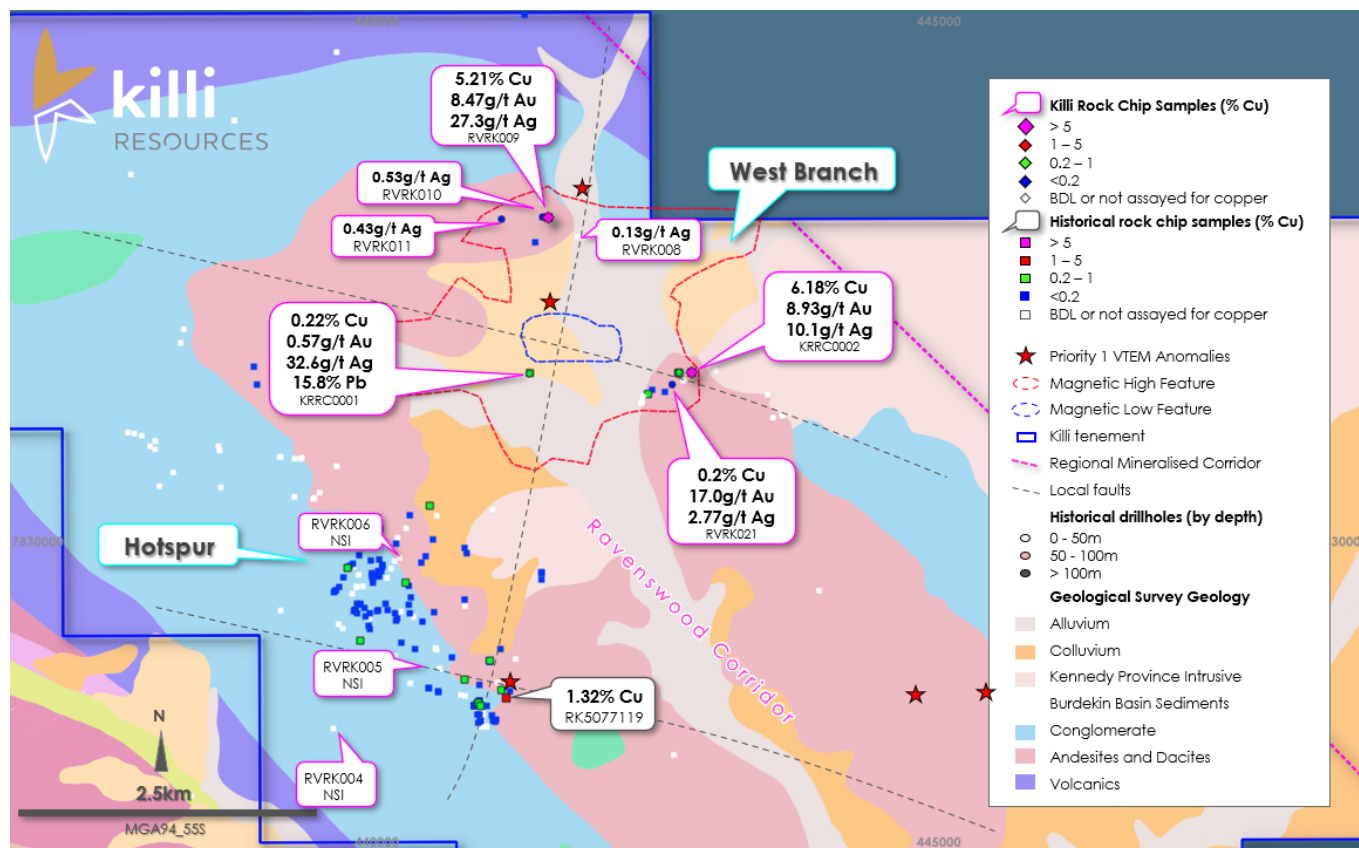 440000
445000
killi
RESOURCES
5.21% Cu
8.47g/t Au
27.3g/t Ag
RVRK009
0.53g/t Ag
RVRK010
0.43g/t Ag
RVRK011
0.13g/t Ag
RVRK008
West Branch
6.18% Cu
8.93g/t Au
10.1g/t Ag
KRRC0002
0.22% Cu
0.57g/t Au
32.6g/t Ag
15.8% Pb
KRRC0001
0.2% Cu
17.0g/t Au
2.77g/t Ag
RVRK021
7830000
3000
Hotspur
RVRK006
NSI
RVRK005
NSI
RVRK004
NSI
1.32% Cu
RK5077119
Ravenswood Corridor
N
2.5km
MGA94_55S
440000
445000
Killi Rock Chip Samples (% Cu)
> 5
1 – 5
0.2 – 1
<0.2
BDL or not assayed for copper
Historical rock chip samples (% Cu)
> 5
1 – 5
0.2 – 1
<0.2
BDL or not assayed for copper
Priority 1 VTEM Anomalies
Magnetic High Feature
Magnetic Low Feature
Killi tenement
Regional Mineralised Corridor
Local faults
Historical drillholes (by depth)
0 - 50m
50 - 100m
> 100m
Geological Survey Geology
Alluvium
Colluvium
Kennedy Province Intrusive
Burdekin Basin Sediments
Conglomerate
Andesites and Dacites
Volcanics